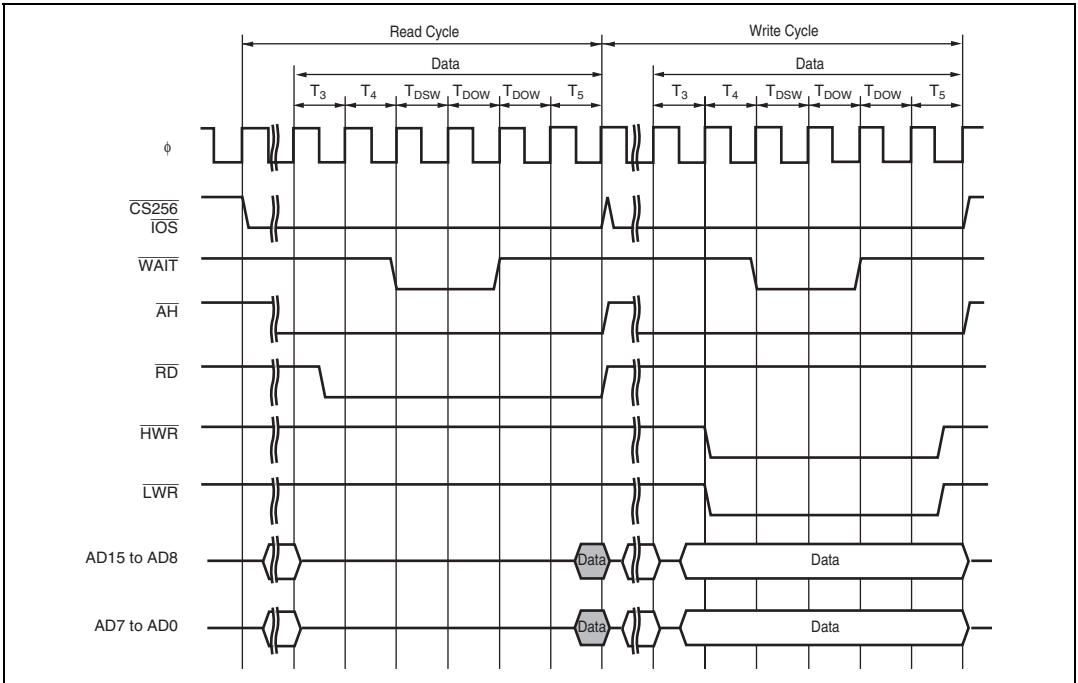 Read Cycle Write Cycle
Data Data
T3 T4 TDSW TDOW TDOW T5 T3 T4 TDSW TDOW TDOW T5
ϕ
CS256
IOS
WAIT
AH
RD
HWR
LWR
AD15 to AD8 Data Data
AD7 to AD0 Data Data